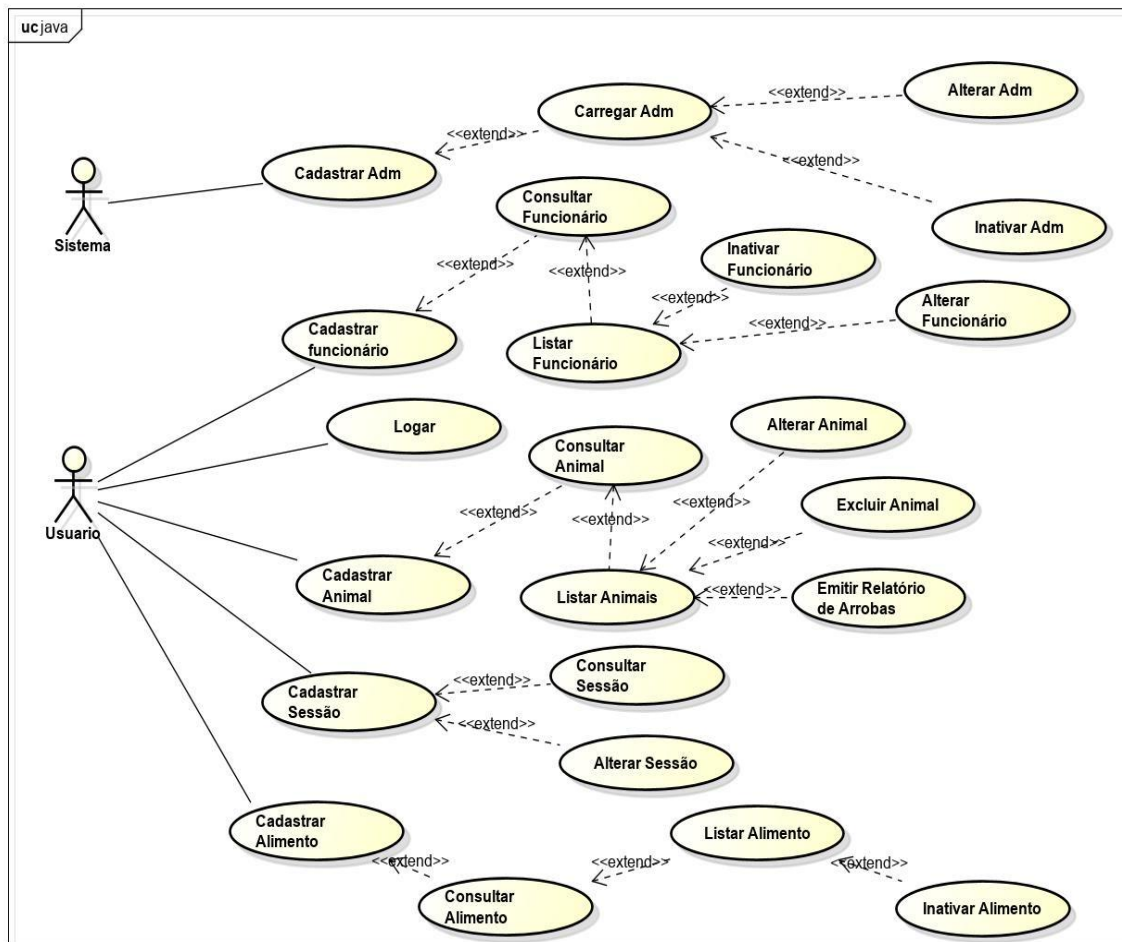 uc java
Alterar Adm
<<extend>>
Carregar Adm
<<extend>>
<<extend>>
Cadastrar Adm
Sistema
Inativar Adm
Consultar
Funcionário
<<extend>>
<<extend>>
Inativar
Funcionário
<<extend>>
Alterar
Funcionário
<<extend>>
Cadastrar
funcionário
Listar
Funcionário
Logar
Usuario
Consultar
Animal
Alterar Animal
<<extend>>
<<extend>>
<<extend>>
Excluir Animal
<<extend>>
Cadastrar
Animal
Listar Animais
<<extend>>
Emitir Relatório
de Arrobas
Cadastrar
Sessão
<<extend>>
Consultar
Sessão
<<extend>>
Alterar Sessão
Cadastrar
Alimento
<<extend>>
Consultar
Alimento
<<extend>>
Listar Alimento
<<extend>>
Inativar Alimento